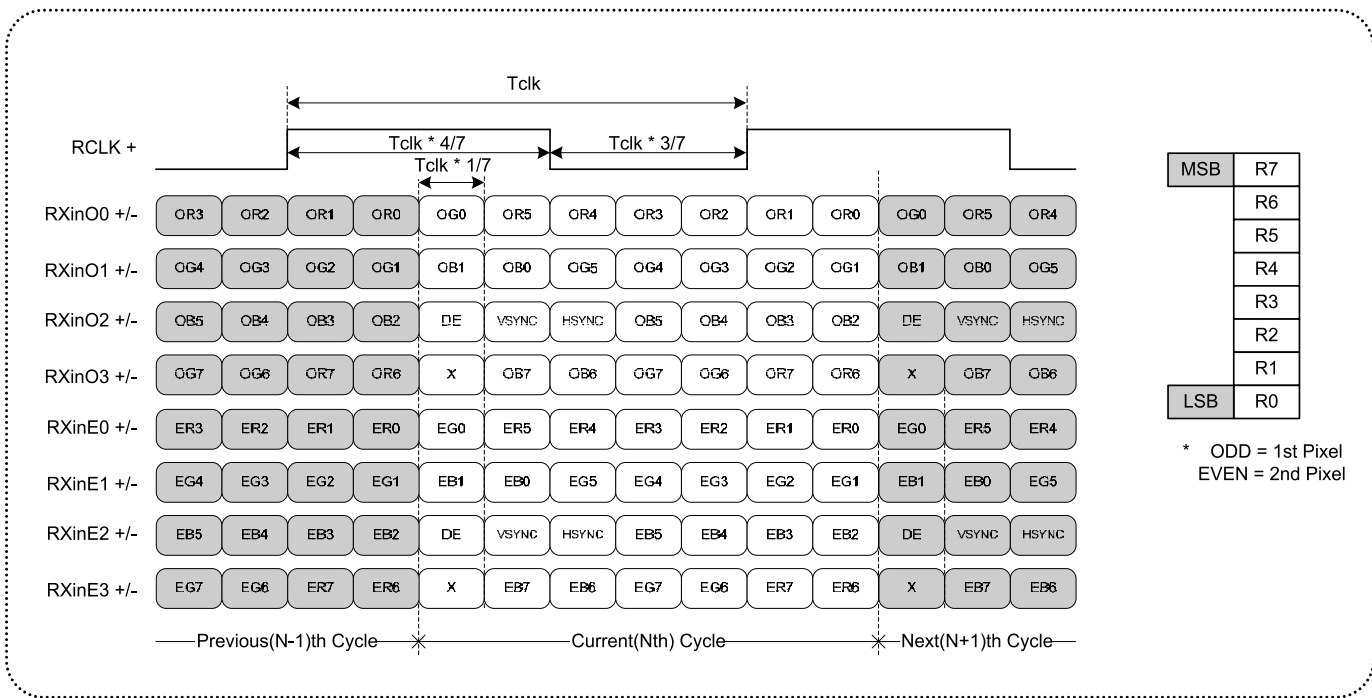 Tclk
RCLK +
Tclk * 4/7
Tclk * 3/7
Tclk * 1/7
RXinO0 +/- OR3 OR2 OR1 OR0 OG0 OR5 OR4 OR3 OR2 OR1 OR0 OG0 OR5 OR4
RXinO1 +/- OG4 OG3 OG2 OG1 OB1 OB0 OG5 OG4 OG3 OG2 OG1 OB1 OB0 OG5
RXinO2 +/- OB5 OB4 OB3 OB2 DE VSYNC HSYNC OB5 OB4 OB3 OB2 DE VSYNC HSYNC
RXinO3 +/- OG7 OG6 OR7 OR6 X OB7 OB6 OG7 OG6 OR7 OR6 X OB7 OB6
RXinE0 +/- ER3 ER2 ER1 ER0 EG0 ER5 ER4 ER3 ER2 ER1 ER0 EG0 ER5 ER4
RXinE1 +/- EG4 EG3 EG2 EG1 EB1 EB0 EG5 EG4 EG3 EG2 EG1 EB1 EB0 EG5
RXinE2 +/- EB5 EB4 EB3 EB2 DE VSYNC HSYNC EB5 EB4 EB3 EB2 DE VSYNC HSYNC
RXinE3 +/- EG7 EG6 ER7 ER6 X EB7 EB6 EG7 EG6 ER7 ER6 X EB7 EB6
Previous(N-1)th Cycle Current(Nth) Cycle Next(N+1)th Cycle
MSB R7
R6
R5
R4
R3
R2
R1
LSB R0
* ODD = 1st Pixel
EVEN = 2nd Pixel